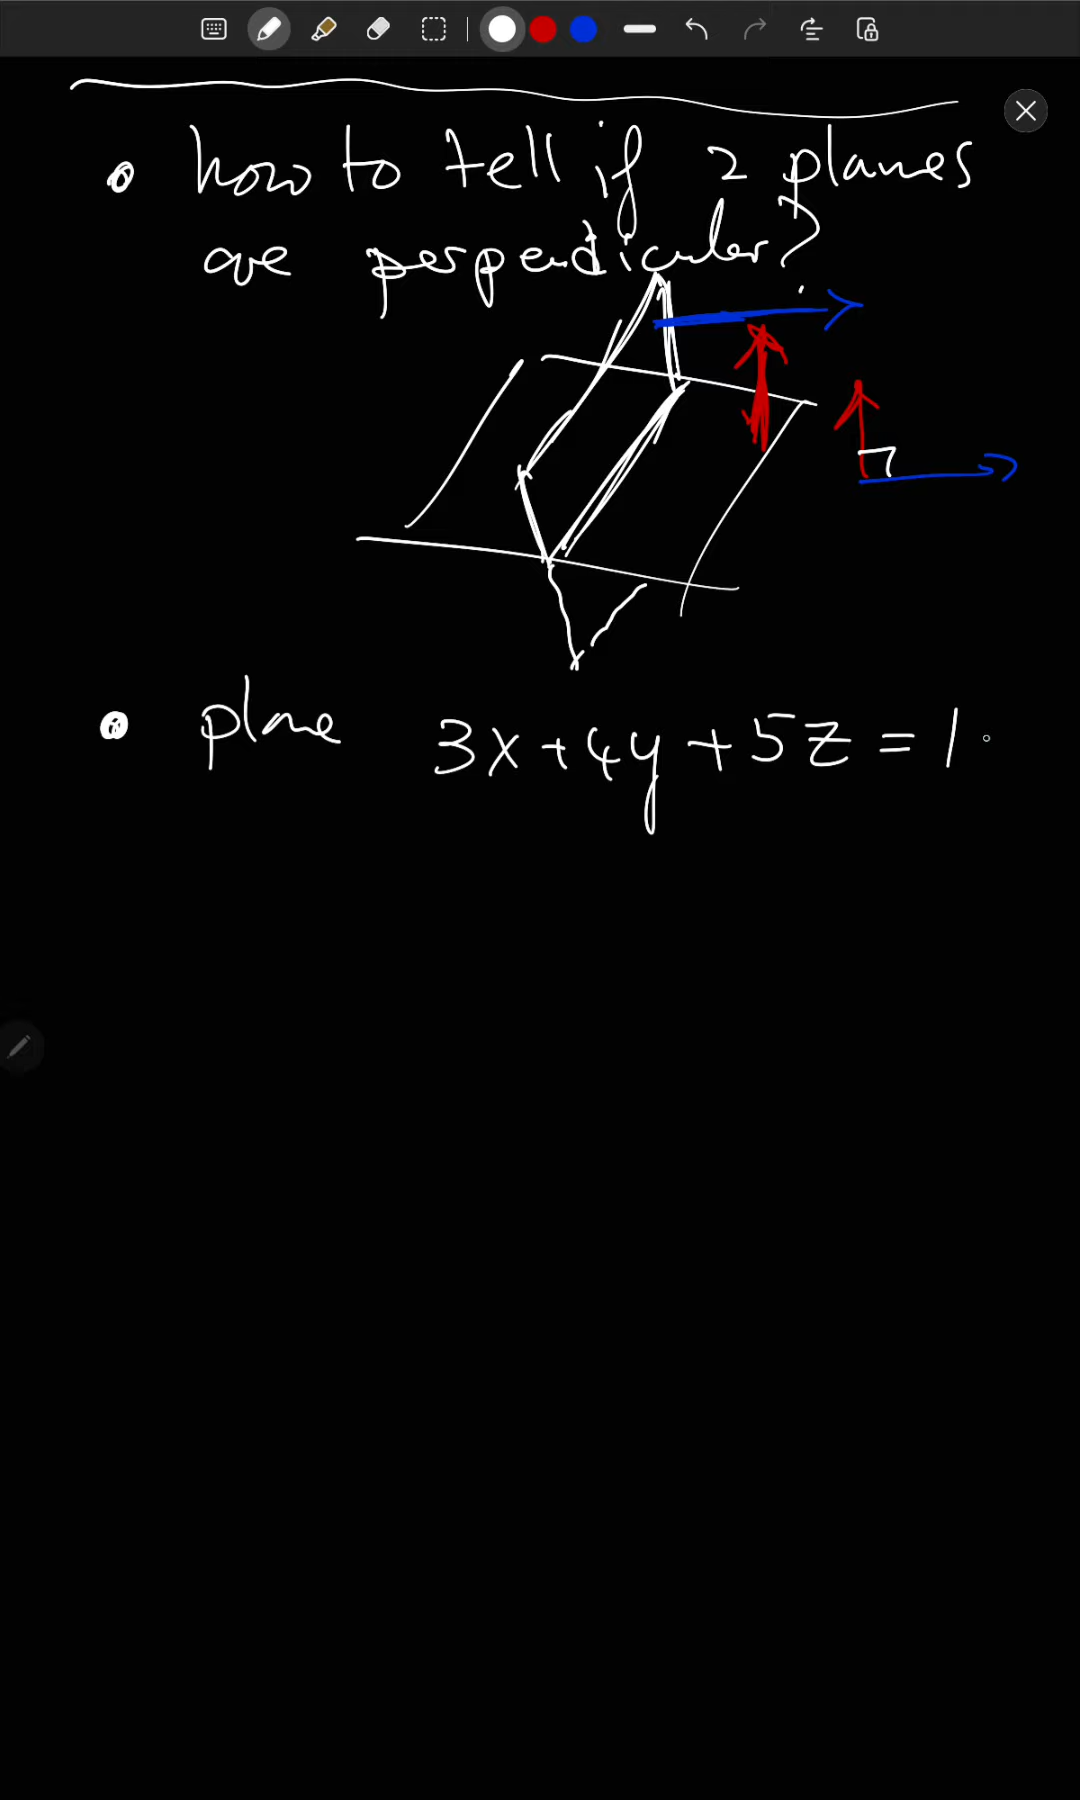 • how to tell if 2 planes
are perpendicular?
• plane 3x+4y+5z=1.